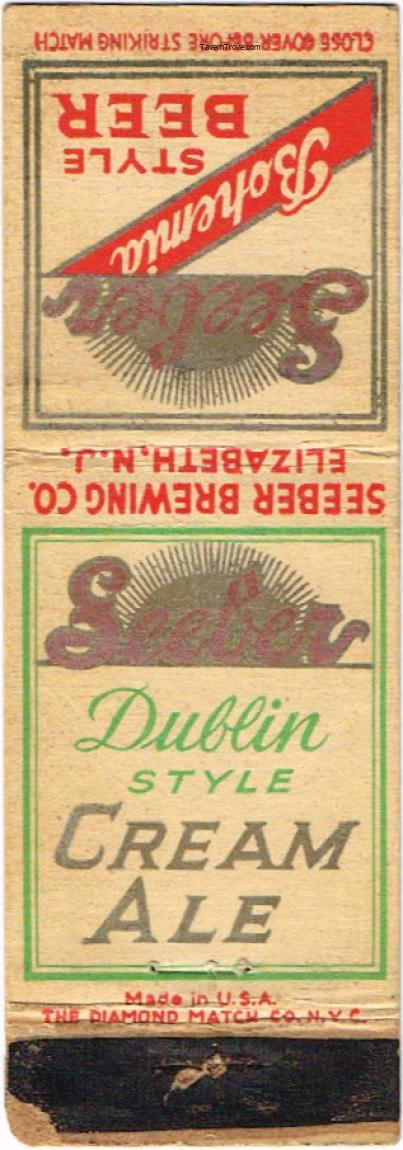 CLOSE COVER BEFORE STRIKING MATCH
TavernTrove.com
BEER
STYLE
Bohemia
Seeber
ELIZABETH, N.J.
SEEBER BREWING CO.
Seeber
Dublin
STYLE
CREAM
ALE
Made in U.S.A.
THE DIAMOND MATCH CO. N.Y.C.